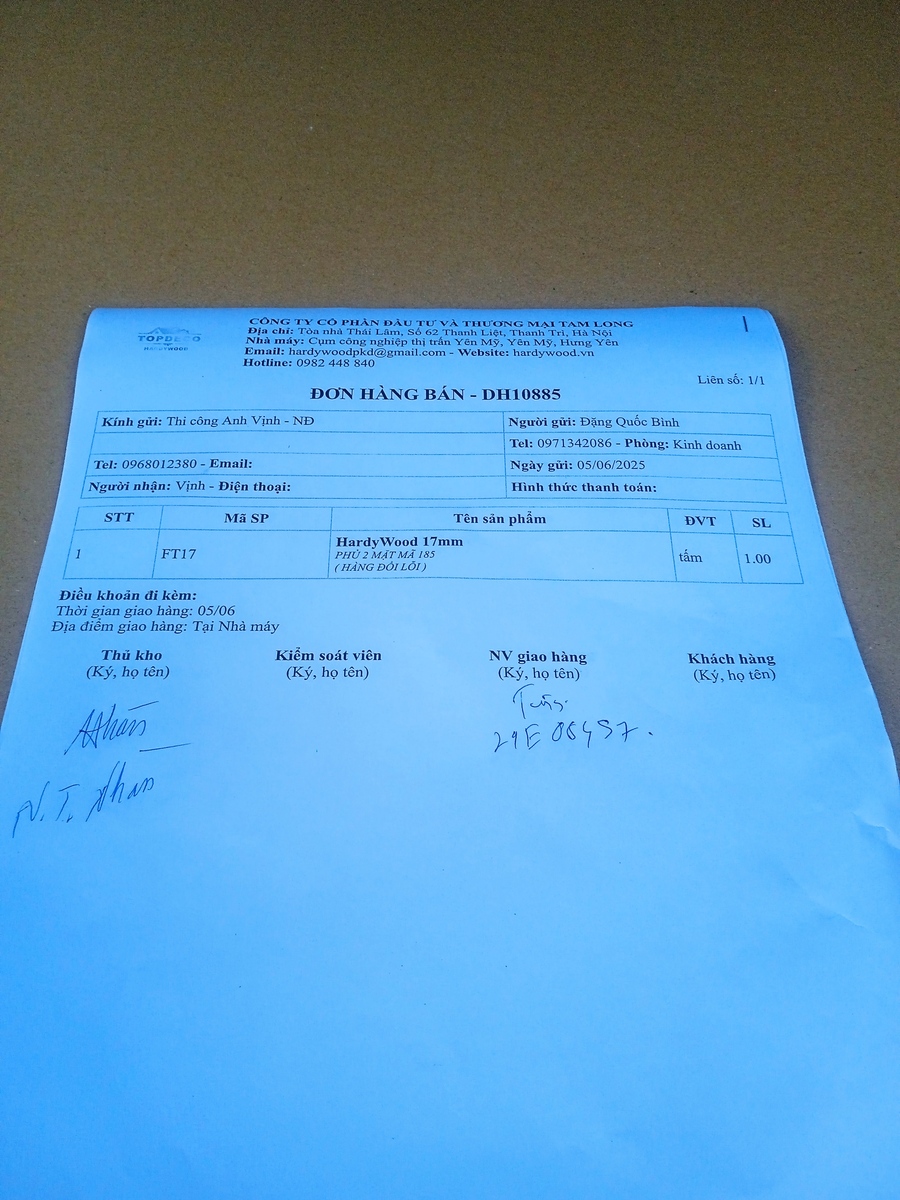 TOPDECO
HARDYWOOD
CÔNG TY CỔ PHẦN ĐẦU TƯ VÀ THƯƠNG MẠI TAM LONG
Địa chỉ: Tòa nhà Thái Lâm, Số 62 Thanh Liệt, Thanh Trì, Hà Nội
Nhà máy: Cụm công nghiệp thị trấn Yên Mỹ, Yên Mỹ, Hưng Yên
Email: hardywoodpkd@gmail.com - Website: hardywood.vn
Hotline: 0982 448 840
Liên số: 1/1
ĐƠN HÀNG BÁN - DH10885
Kính gửi: Thi công Anh Vịnh - NĐ
Người gửi: Đặng Quốc Bình
Tel: 0971342086 - Phòng: Kinh doanh
Tel: 0968012380 - Email:
Ngày gửi: 05/06/2025
Người nhận: Vịnh - Điện thoại:
Hình thức thanh toán:
STT Mã SP Tên sản phẩm ĐVT SL
1 FT17 HardyWood 17mm tấm 1.00
PHỦ 2 MẶT MÃ 185
( HÀNG ĐỔI LỖI )
Điều khoản đi kèm:
Thời gian giao hàng: 05/06
Địa điểm giao hàng: Tại Nhà máy
Thủ kho Kiểm soát viên NV giao hàng Khách hàng
(Ký, họ tên) (Ký, họ tên) (Ký, họ tên) (Ký, họ tên)
N.T. Nhàn